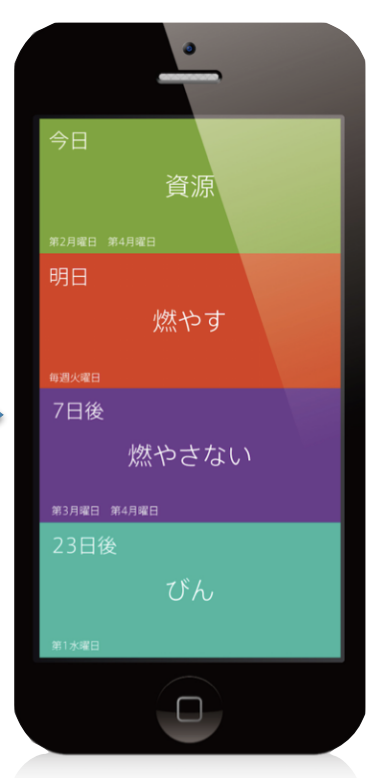 今日
資源
第2月曜日 第4月曜日
明日
燃やす
毎週火曜日
7日後
燃やさない
第3月曜日 第4月曜日
23日後
びん
第1水曜日